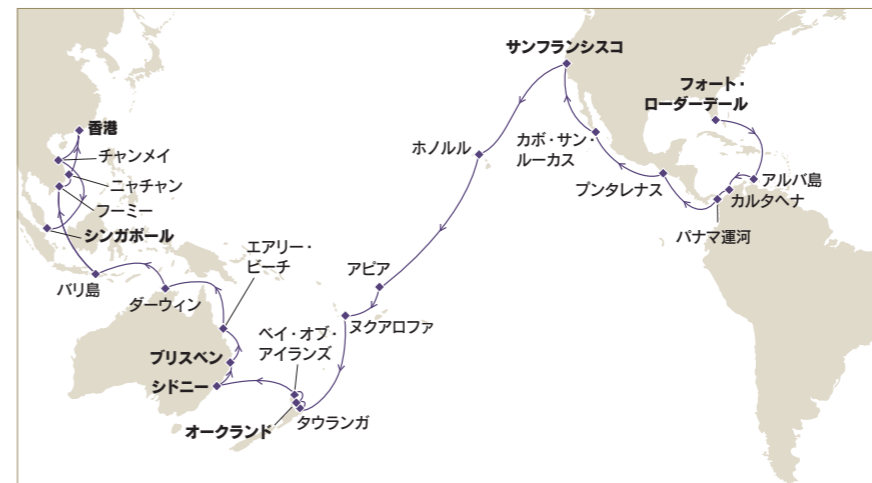 サンフランシスコ
フォート・
ローダーデール
香港
チャンメイ
ニャチャン
フーミー
シンガポール
ホノルル
カボ・サン・
ルーカス
プンタレナス
アルバ島
カルタヘナ
パナマ運河
エアリー・
ビーチ
アピア
バリ島
ダーウィン
ヌクアロファ
ベイ・オブ・
アイランズ
ブリスベン
シドニー
オークランド
タウランガ